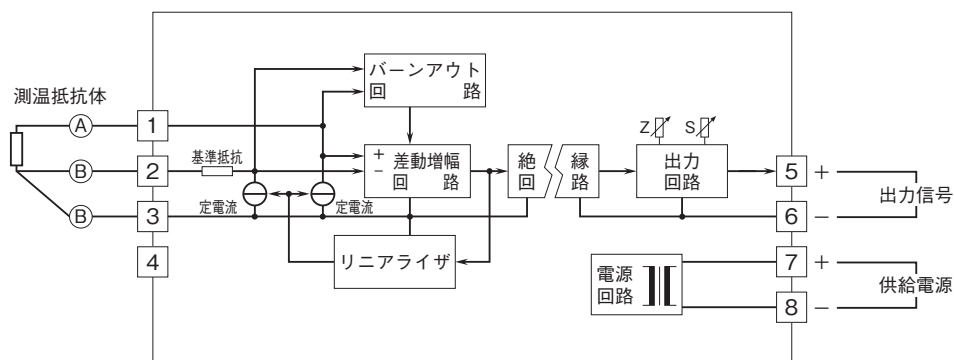 測温抵抗体
A
B
B
1
2
3
4
基準抵抗
定電流
定電流
バーンアウト
回 路
+
-
差動増幅
回 路
リニアライザ
絶 縁
回 路
Z
S
出力
回路
電源
回路
5
6
7
8
+
−
出力信号
+
−
供給電源